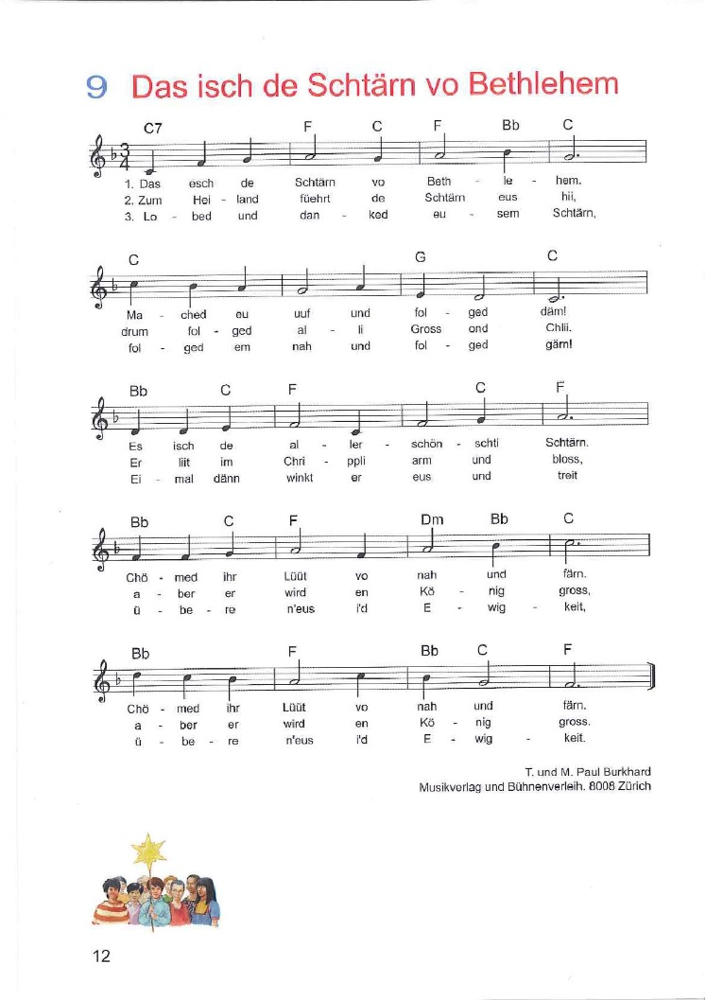 9 Das isch de Schtärn vo Bethlehem
C7 F C F Bb C
3 4
1. Das esch de Schtärn vo Beth - le - hem.
2. Zum Hei - land füehrt de Schtärn eus hii,
3. Lo - bed und dan - ked eu - sem Schtärn,
C G C
Ma - ched eu uuf und fol - ged däm!
drum fol - ged al - li Gross ond Chlii.
fol - ged em nah und fol - ged gärn!
Bb C F C F
Es isch de al - ler - schön - schti Schtärn.
Er liit im Chri - ppli arm und bloss,
Ei - mal dänn winkt er eus und treit
Bb C F Dm Bb C
Chö - med ihr Lüüt vo nah und färn.
a - ber er wird en Kö - nig gross,
ü - be - re n'eus i'd E - wig - keit,
Bb F Bb C F
Chö - med ihr Lüüt vo nah und färn.
a - ber er wird en Kö - nig gross.
ü - be - re n'eus i'd E - wig - keit.
T. und M. Paul Burkhard
Musikverlag und Bühnenverleih. 8008 Zürich
12